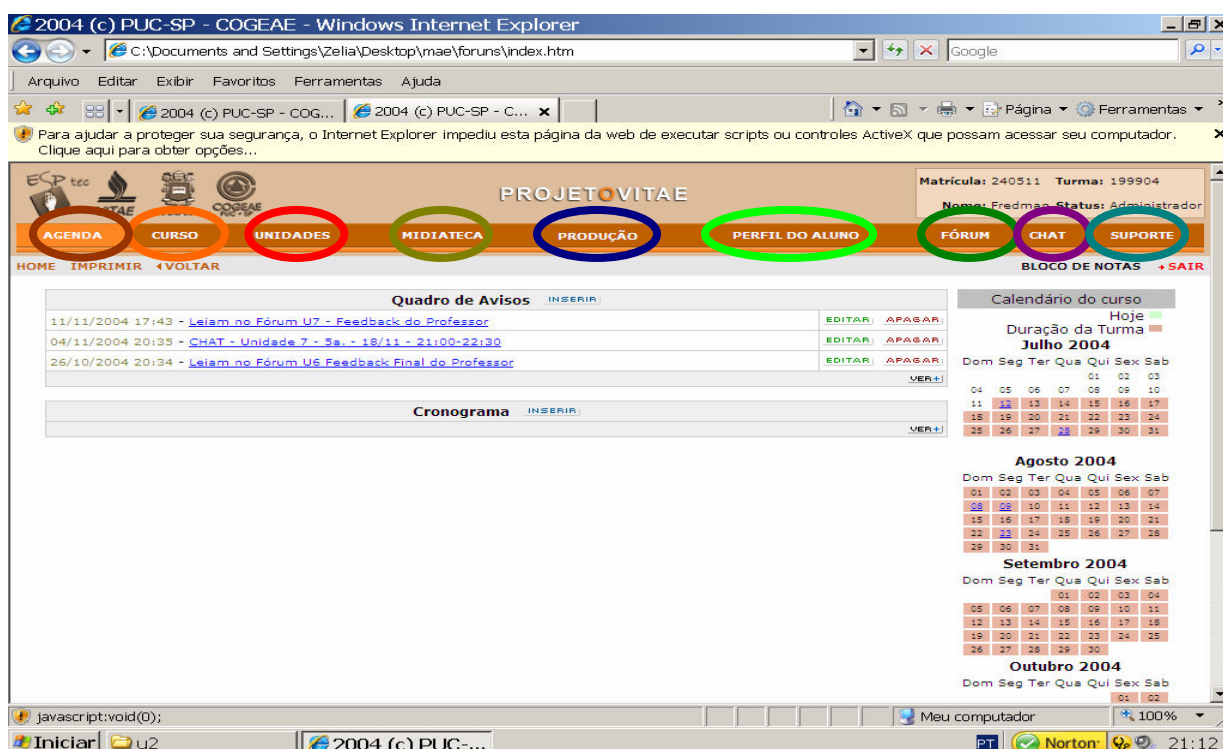 2004 (c) PUC-SP - COGEAE - Windows Internet Explorer
C:\Documents and Settings\Zelia\Desktop\mae\foruns\index.htm
Google
Arquivo Editar Exibir Favoritos Ferramentas Ajuda
2004 (c) PUC-SP - COG... 2004 (c) PUC-SP - C... Página Ferramentas
Para ajudar a proteger sua segurança, o Internet Explorer impediu esta página da web de executar scripts ou controles ActiveX que possam acessar seu computador.
Clique aqui para obter opções...
ESP tec COGEAE
PROJETOVITAE
Matrícula: 240511 Turma: 199904
Nome: Fredman Status: Administrador
AGENDA CURSO UNIDADES MIDIATECA PRODUÇÃO PERFIL DO ALUNO FÓRUM CHAT SUPORTE
HOME IMPRIMIR VOLTAR BLOCO DE NOTAS SAIR
Quadro de Avisos INSERIR
11/11/2004 17:43 - Leiam no Fórum U7 - Feedback do Professor EDITAR APAGAR
04/11/2004 20:35 - CHAT - Unidade 7 - 5a. - 18/11 - 21:00-22:30 EDITAR APAGAR
26/10/2004 20:34 - Leiam no Fórum U6 Feedback Final do Professor EDITAR APAGAR
VER+
Cronograma INSERIR
VER+
Calendário do curso
Hoje
Duração da Turma
Julho 2004
Dom Seg Ter Qua Qui Sex Sab
01 02 03
04 05 06 07 08 09 10
11 12 13 14 15 16 17
18 19 20 21 22 23 24
25 26 27 28 29 30 31
Agosto 2004
Dom Seg Ter Qua Qui Sex Sab
01 02 03 04 05 06 07
08 09 10 11 12 13 14
15 16 17 18 19 20 21
22 23 24 25 26 27 28
29 30 31
Setembro 2004
Dom Seg Ter Qua Qui Sex Sab
01 02 03 04
05 06 07 08 09 10 11
12 13 14 15 16 17 18
19 20 21 22 23 24 25
26 27 28 29 30
Outubro 2004
Dom Seg Ter Qua Qui Sex Sab
01 02
javascript:void(0); Meu computador 100%
Iniciar u2 2004 (c) PUC-... PT Norton 21:12